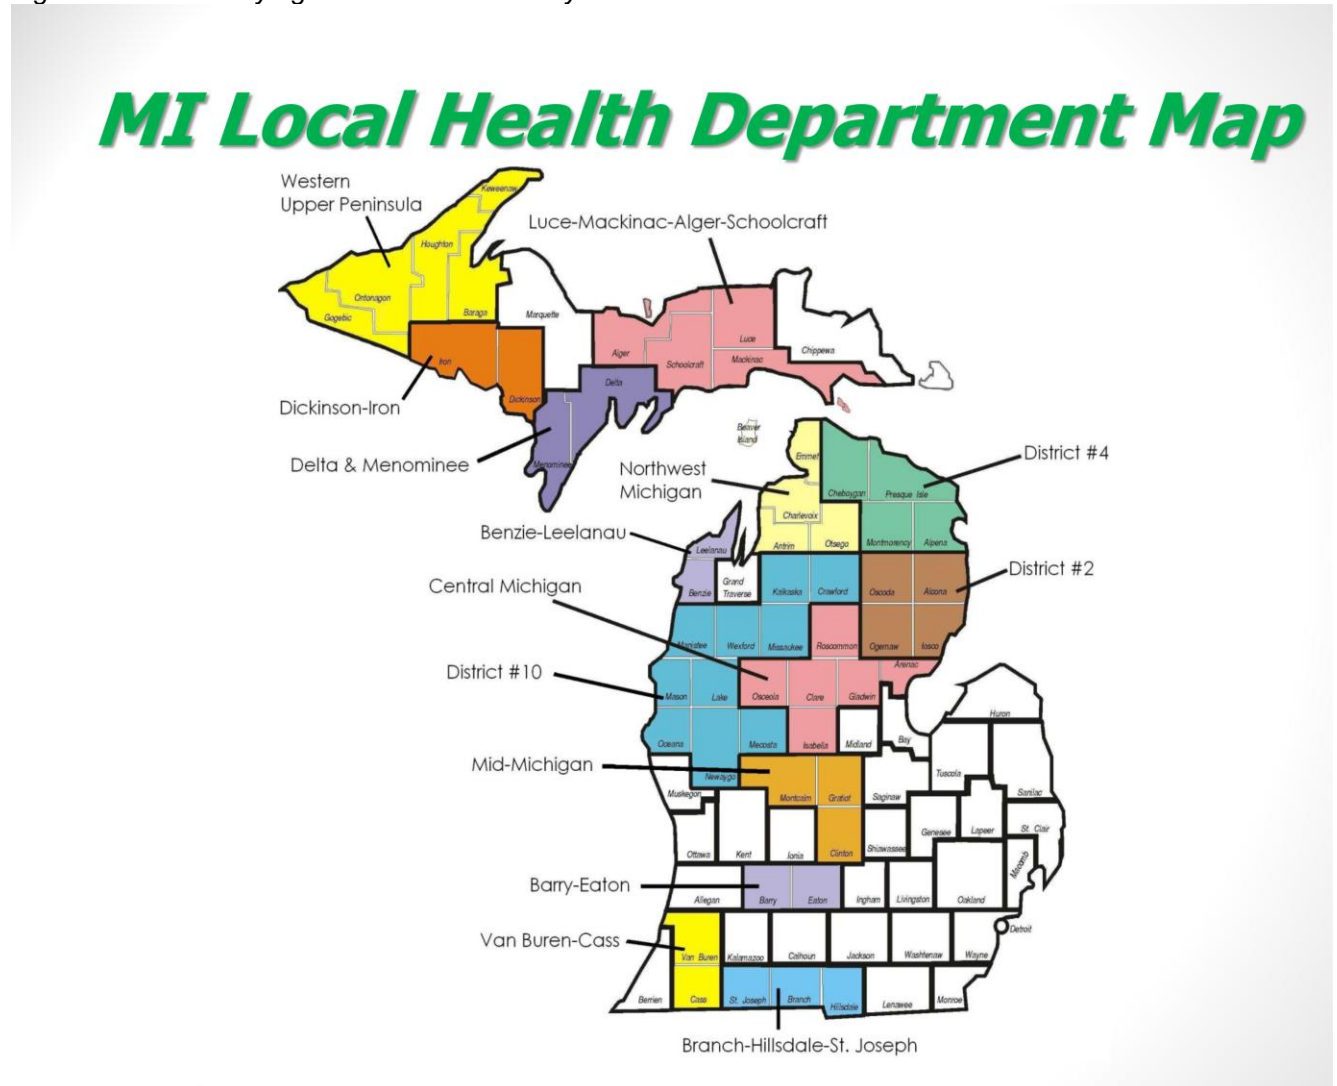 MI Local Health Department Map
Western
Upper Peninsula
Luce-Mackinac-Alger-Schoolcraft
Keweenaw
Houghton
Ontonagon
Gogebic
Baraga
Marquette
Iron
Dickinson
Alger
Schoolcraft
Luce
Mackinac
Chippewa
Delta
Menominee
Dickinson-Iron
Delta & Menominee
Beaver
Island
Northwest
Michigan
Emmet
Cheboygan
Presque Isle
District #4
Charlevoix
Antrim
Otsego
Montmorency
Alpena
Benzie-Leelanau
Leelanau
Benzie
Grand
Traverse
Kalkaska
Crawford
Oscoda
Alcona
District #2
Central Michigan
Manistee
Wexford
Missaukee
Roscommon
Ogemaw
Iosco
District #10
Mason
Lake
Osceola
Clare
Gladwin
Arenac
Oceana
Newaygo
Mecosta
Isabella
Midland
Bay
Huron
Mid-Michigan
Muskegon
Montcalm
Gratiot
Saginaw
Tuscola
Sanilac
Ottawa
Kent
Ionia
Clinton
Shiawassee
Genesee
Lapeer
St. Clair
Barry-Eaton
Allegan
Barry
Eaton
Ingham
Livingston
Oakland
Macomb
Van Buren-Cass
Van Buren
Kalamazoo
Calhoun
Jackson
Washtenaw
Wayne
Detroit
Berrien
Cass
St. Joseph
Branch
Hillsdale
Lenawee
Monroe
Branch-Hillsdale-St. Joseph